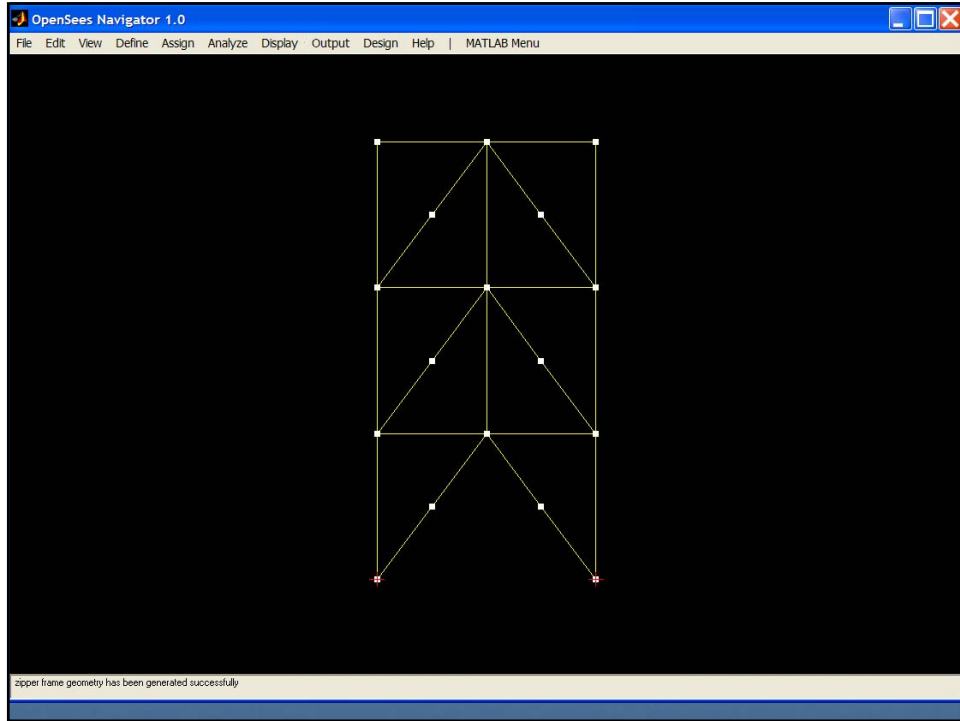 OpenSees Navigator 1.0
File Edit View Define Assign Analyze Display Output Design Help | MATLAB Menu
zipper frame geometry has been generated successfully